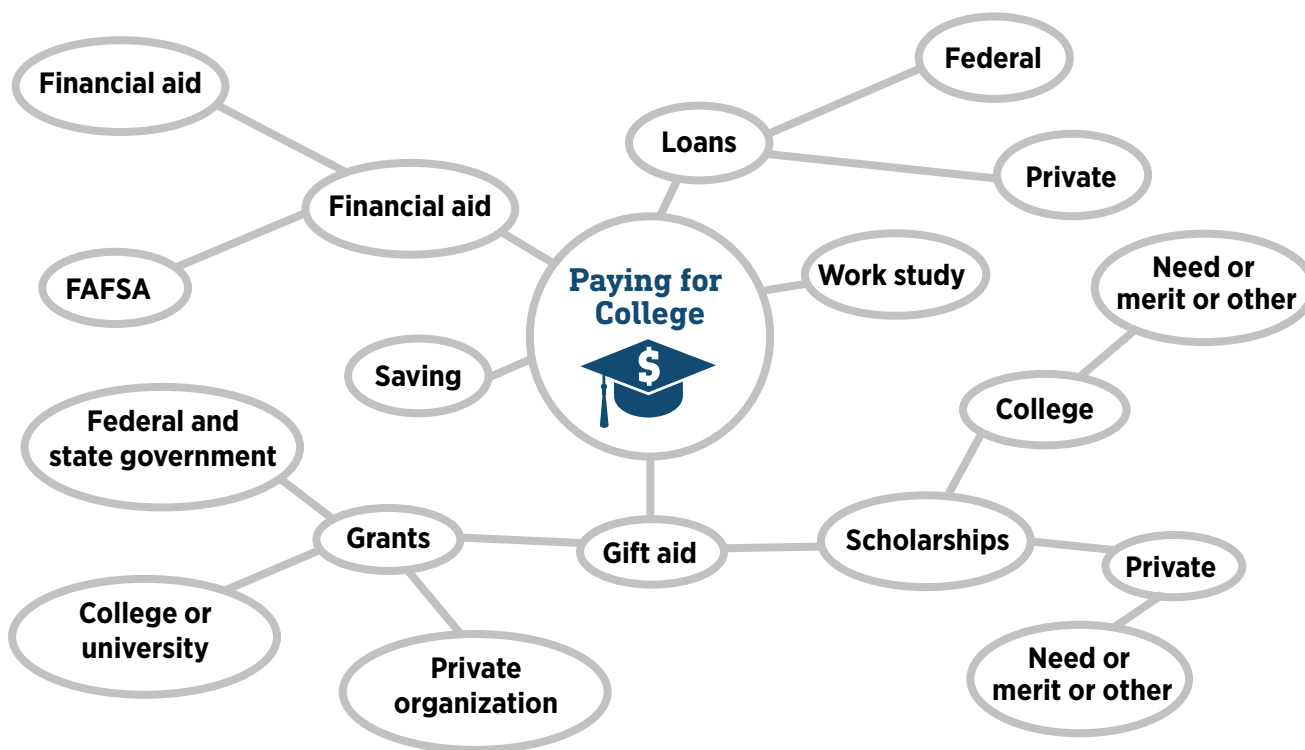 Federal
Financial aid
Loans
Private
Financial aid
Need or
merit or other
Work study
FAFSA
Paying for
College
$
Saving
College
Federal and
state government
Grants
Gift aid
Scholarships
Private
College or
university
Private
organization
Need or
merit or other